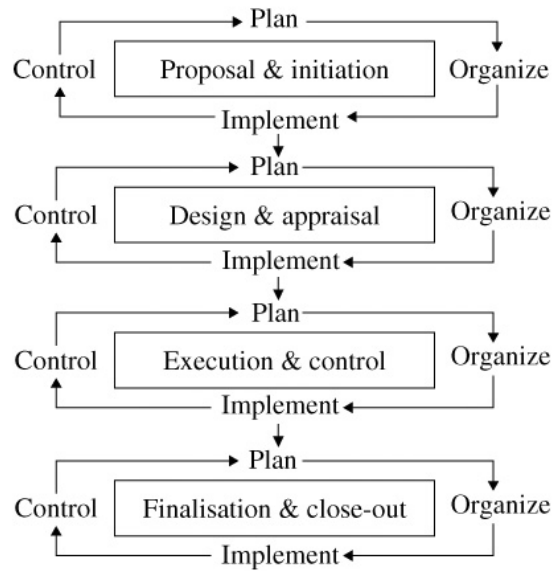 Plan
Control Proposal & initiation Organize
Implement
Plan
Control Design & appraisal Organize
Implement
Plan
Control Execution & control Organize
Implement
Plan
Control Finalisation & close-out Organize
Implement